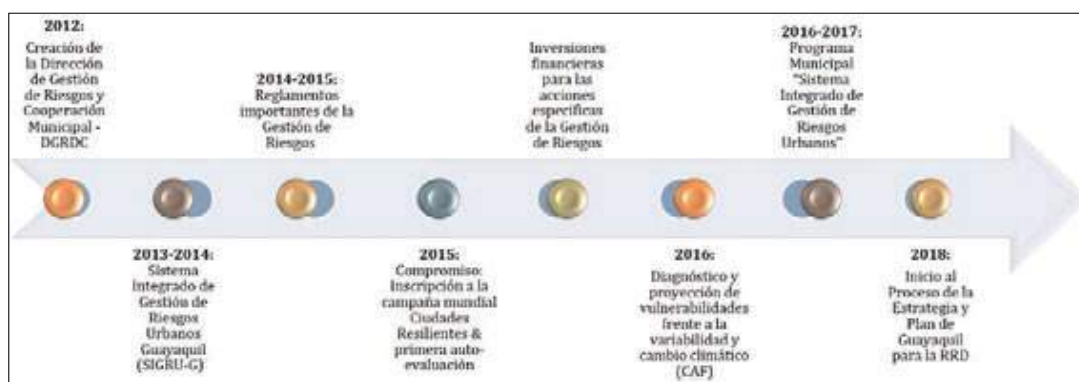 2012:
Creación de
la Dirección
de Gestión
de Riesgos y
Cooperación
Municipal -
DGRDC
2013-2014:
Sistema
Integrado de
Gestión de
Riesgos
Urbanos
Guayaquil
(SIGRU-G)
2014-2015:
Reglamentos
importantes de la
Gestión de
Riesgos
2015:
Compromiso:
Inscripción a la
campaña mundial
Ciudades
Resilientes &
primera auto-
evaluación
Inversiones
financieras
para las
acciones
específicas
de la Gestión
de Riesgos
2016:
Diagnóstico y
proyección de
vulnerabilidades
frente a la
variabilidad y
cambio climático
(CAF)
2016-2017:
Programa
Municipal
"Sistema
Integrado de
Gestión de
Riesgos
Urbanos"
2018:
Inicio al
Proceso de la
Estrategia y
Plan de
Guayaquil
para la RRD